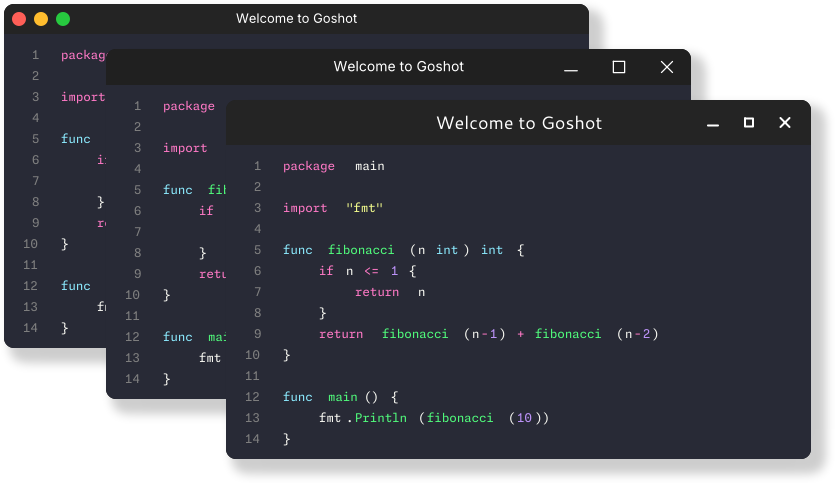 Welcome to Goshot
1 packag
2
3 import
4
5 func
6
7
8 }
9
10 }
11
12 func
13
14 }
Welcome to Goshot
1 package
2
3 import
4
5 func fib
6 if
7
8 }
9 retu
10 }
11
12 func mai
13 fmt
14 }
Welcome to Goshot
1 package main
2
3 import "fmt"
4
5 func fibonacci (n int) int {
6 if n <= 1 {
7 return n
8 }
9 return fibonacci (n-1) + fibonacci (n-2)
10 }
11
12 func main () {
13 fmt.Println (fibonacci (10))
14 }